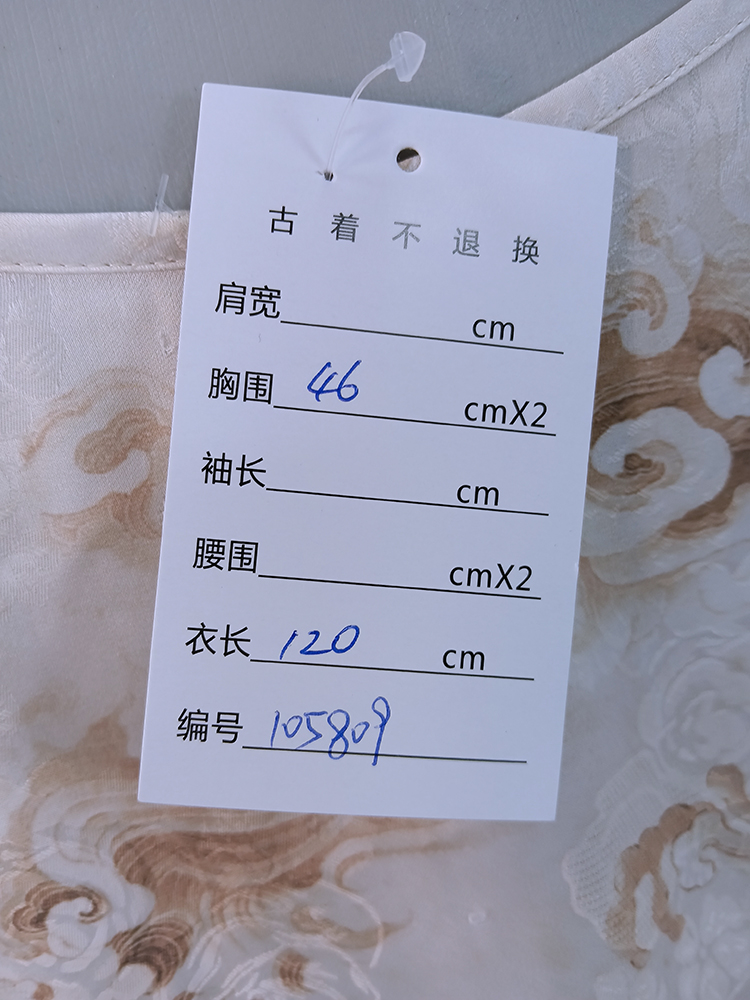 古着不退换
肩宽 cm
胸围 46 cmX2
袖长 cm
腰围 cmX2
衣长 120 cm
编号 105809